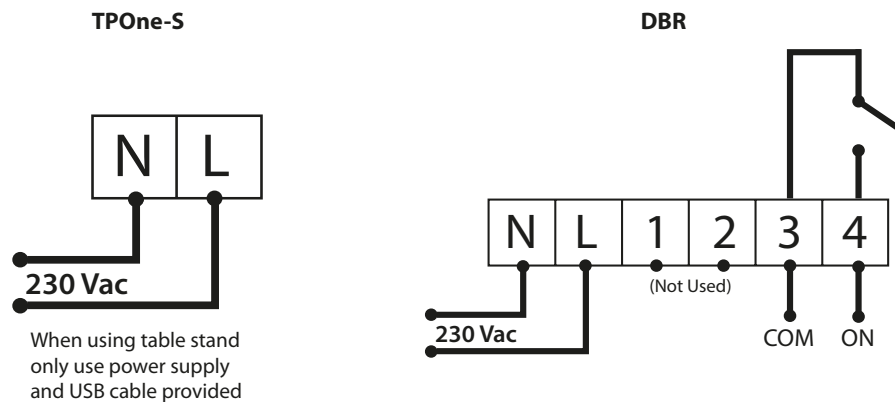 TPOne-S
N L
230 Vac
When using table stand
only use power supply
and USB cable provided
DBR
N L 1 2 3 4
(Not Used)
230 Vac
COM ON